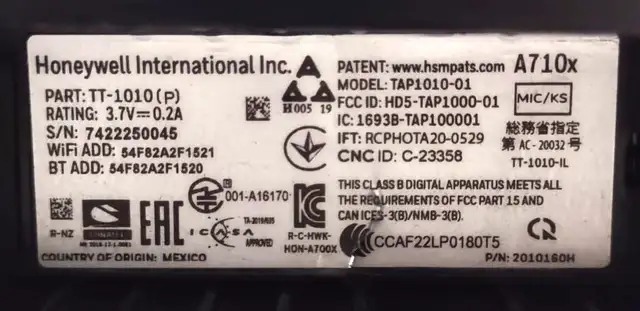 Honeywell International Inc.
PART: TT-1010(P)
RATING: 3.7V⎓0.2A
S/N: 7422250045
WiFi ADD: 54F82A2F1521
BT ADD: 54F82A2F1520
H005 19
PATENT: www.hsmpats.com
MODEL: TAP1010-01
FCC ID: HD5-TAP1000-01
IC: 1693B-TAP100001
IFT: RCPHOTA20-0529
CNC ID: C-23358
A710x
MIC/KS
総務省指定
第 AC-20032 号
TT-1010-IL
001-A16170
R-NZ
EAC
ICASA
APPROVED
R-C-HWK-
HON-A700X
THIS CLASS B DIGITAL APPARATUS MEETS ALL
THE REQUIREMENTS OF FCC PART 15 AND
CAN ICES-3(B)/NMB-3(B).
CCAF22LP0180T5
COUNTRY OF ORIGIN: MEXICO
P/N: 2010160H